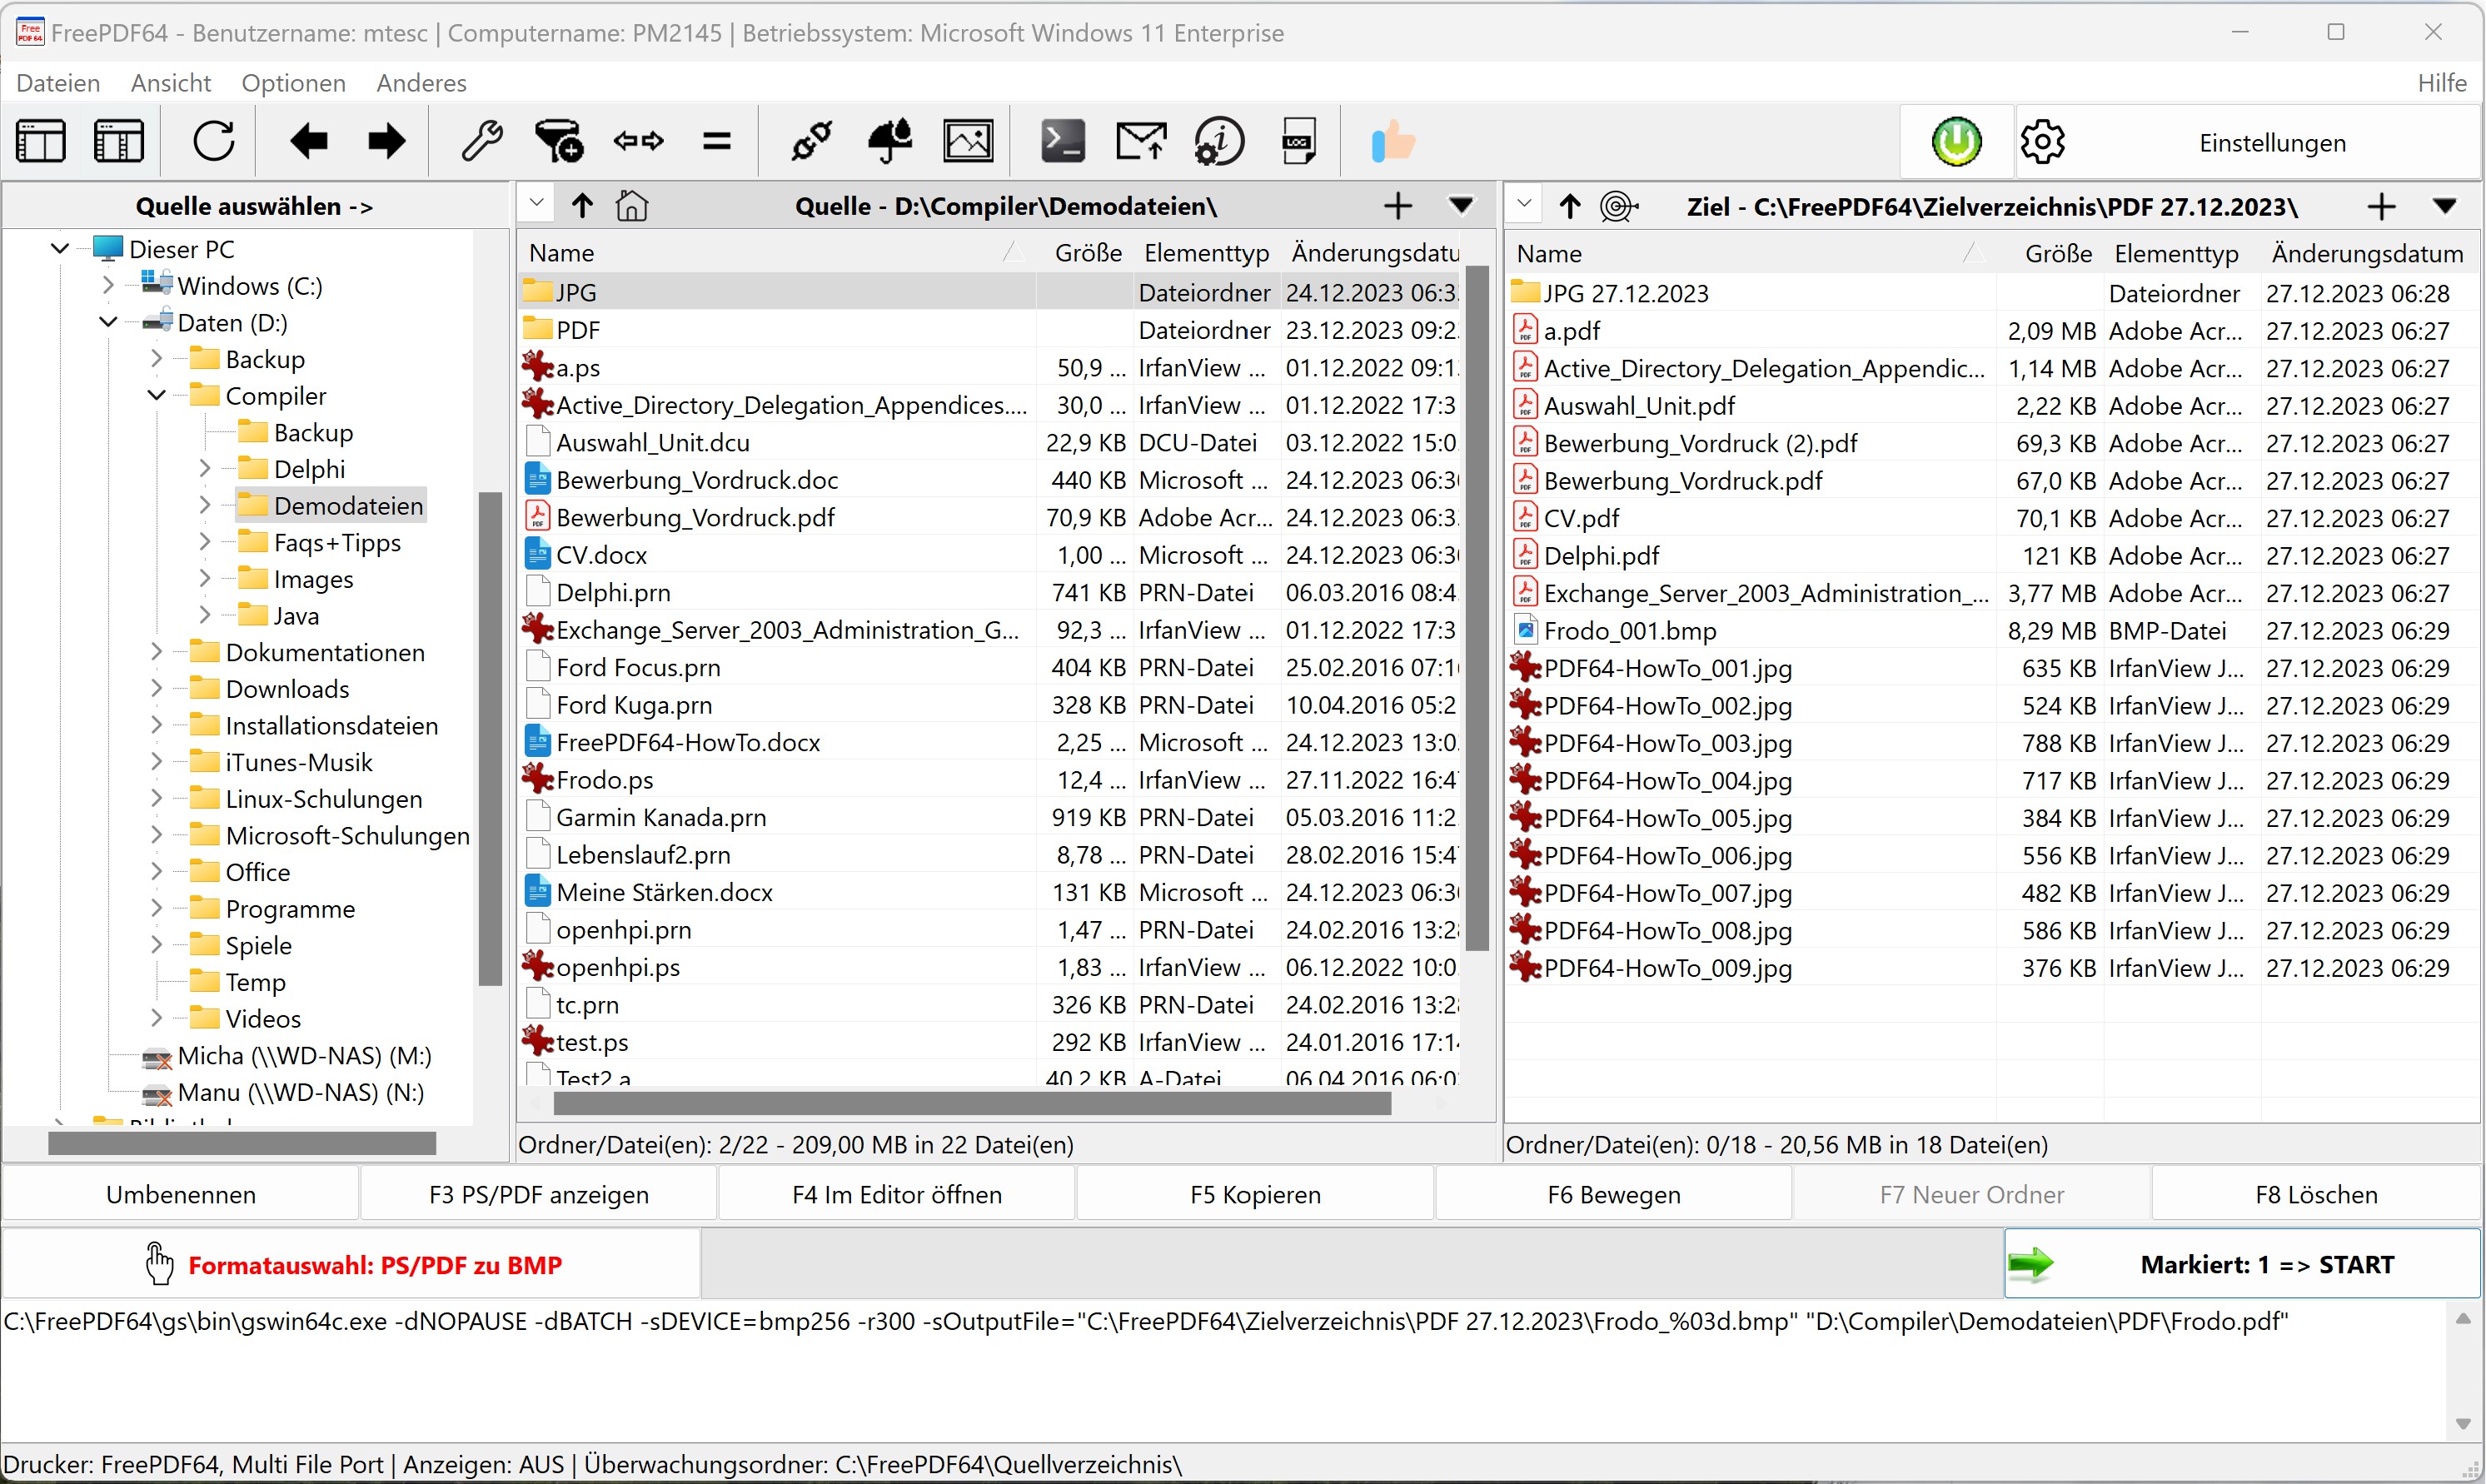 FreePDF64 - Benutzername: mtesc | Computername: PM2145 | Betriebssystem: Microsoft Windows 11 Enterprise
Dateien Ansicht Optionen Anderes Hilfe
LOG Einstellungen
Quelle auswählen ->
Dieser PC
Windows (C:)
Daten (D:)
Backup
Compiler
Backup
Delphi
Demodateien
Faqs+Tipps
Images
Java
Dokumentationen
Downloads
Installationsdateien
iTunes-Musik
Linux-Schulungen
Microsoft-Schulungen
Office
Programme
Spiele
Temp
Videos
Micha (\\WD-NAS) (M:)
Manu (\\WD-NAS) (N:)
Quelle - D:\Compiler\Demodateien\
Name Größe Elementtyp Änderungsdatu
JPG Dateiordner 24.12.2023 06:3
PDF Dateiordner 23.12.2023 09:2
a.ps 50,9 ... IrfanView ... 01.12.2022 09:1
Active_Directory_Delegation_Appendices.... 30,0 ... IrfanView ... 01.12.2022 17:3
Auswahl_Unit.dcu 22,9 KB DCU-Datei 03.12.2022 15:0
Bewerbung_Vordruck.doc 440 KB Microsoft ... 24.12.2023 06:3
Bewerbung_Vordruck.pdf 70,9 KB Adobe Acr... 24.12.2023 06:3
CV.docx 1,00 ... Microsoft ... 24.12.2023 06:3
Delphi.prn 741 KB PRN-Datei 06.03.2016 08:4
Exchange_Server_2003_Administration_G... 92,3 ... IrfanView ... 01.12.2022 17:3
Ford Focus.prn 404 KB PRN-Datei 25.02.2016 07:1
Ford Kuga.prn 328 KB PRN-Datei 10.04.2016 05:2
FreePDF64-HowTo.docx 2,25 ... Microsoft ... 24.12.2023 13:0
Frodo.ps 12,4 ... IrfanView ... 27.11.2022 16:4
Garmin Kanada.prn 919 KB PRN-Datei 05.03.2016 11:2
Lebenslauf2.prn 8,78 ... PRN-Datei 28.02.2016 15:4
Meine Stärken.docx 131 KB Microsoft ... 24.12.2023 06:3
openhpi.prn 1,47 ... PRN-Datei 24.02.2016 13:2
openhpi.ps 1,83 ... IrfanView ... 06.12.2022 10:0
tc.prn 326 KB PRN-Datei 24.02.2016 13:2
test.ps 292 KB IrfanView ... 24.01.2016 17:1
Test2.a 40,2 KB A-Datei 06.04.2016 06:0
Ordner/Datei(en): 2/22 - 209,00 MB in 22 Datei(en)
Ziel - C:\FreePDF64\Zielverzeichnis\PDF 27.12.2023\
Name Größe Elementtyp Änderungsdatum
JPG 27.12.2023 Dateiordner 27.12.2023 06:28
a.pdf 2,09 MB Adobe Acr... 27.12.2023 06:27
Active_Directory_Delegation_Appendic... 1,14 MB Adobe Acr... 27.12.2023 06:27
Auswahl_Unit.pdf 2,22 KB Adobe Acr... 27.12.2023 06:27
Bewerbung_Vordruck (2).pdf 69,3 KB Adobe Acr... 27.12.2023 06:27
Bewerbung_Vordruck.pdf 67,0 KB Adobe Acr... 27.12.2023 06:27
CV.pdf 70,1 KB Adobe Acr... 27.12.2023 06:27
Delphi.pdf 121 KB Adobe Acr... 27.12.2023 06:27
Exchange_Server_2003_Administration_... 3,77 MB Adobe Acr... 27.12.2023 06:27
Frodo_001.bmp 8,29 MB BMP-Datei 27.12.2023 06:29
PDF64-HowTo_001.jpg 635 KB IrfanView J... 27.12.2023 06:29
PDF64-HowTo_002.jpg 524 KB IrfanView J... 27.12.2023 06:29
PDF64-HowTo_003.jpg 788 KB IrfanView J... 27.12.2023 06:29
PDF64-HowTo_004.jpg 717 KB IrfanView J... 27.12.2023 06:29
PDF64-HowTo_005.jpg 384 KB IrfanView J... 27.12.2023 06:29
PDF64-HowTo_006.jpg 556 KB IrfanView J... 27.12.2023 06:29
PDF64-HowTo_007.jpg 482 KB IrfanView J... 27.12.2023 06:29
PDF64-HowTo_008.jpg 586 KB IrfanView J... 27.12.2023 06:29
PDF64-HowTo_009.jpg 376 KB IrfanView J... 27.12.2023 06:29
Ordner/Datei(en): 0/18 - 20,56 MB in 18 Datei(en)
Umbenennen F3 PS/PDF anzeigen F4 Im Editor öffnen F5 Kopieren F6 Bewegen F7 Neuer Ordner F8 Löschen
Formatauswahl: PS/PDF zu BMP Markiert: 1 => START
C:\FreePDF64\gs\bin\gswin64c.exe -dNOPAUSE -dBATCH -sDEVICE=bmp256 -r300 -sOutputFile="C:\FreePDF64\Zielverzeichnis\PDF 27.12.2023\Frodo_%03d.bmp" "D:\Compiler\Demodateien\PDF\Frodo.pdf"
Drucker: FreePDF64, Multi File Port | Anzeigen: AUS | Überwachungsordner: C:\FreePDF64\Quellverzeichnis\